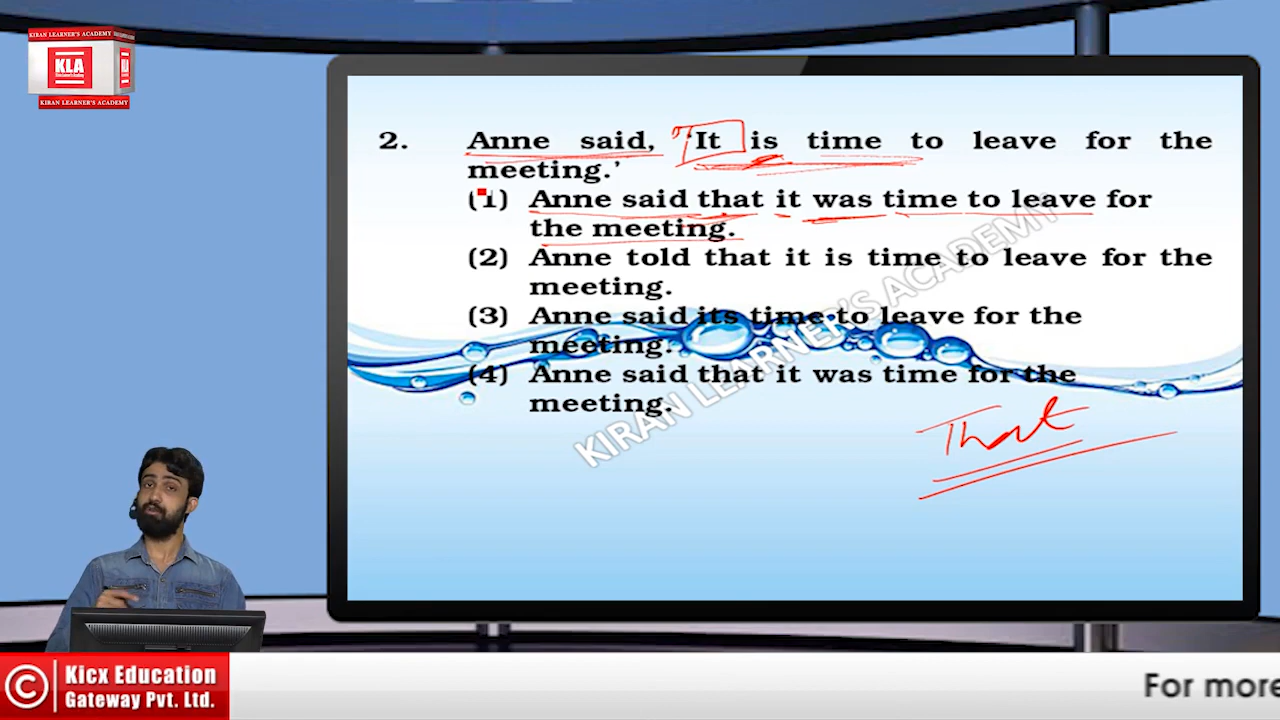 KIRAN LEARNER'S ACADEMY
KLA
KIRAN LEARNER'S ACADEMY
2. Anne said, 'It is time to leave for the
meeting.'
(1) Anne said that it was time to leave for
the meeting.
(2) Anne told that it is time to leave for the
meeting.
(3) Anne said its time to leave for the
meeting.
(4) Anne said that it was time for the
meeting.
That
KIRAN LEARNER'S ACADEMY
© Kicx Education
Gateway Pvt. Ltd.
For more